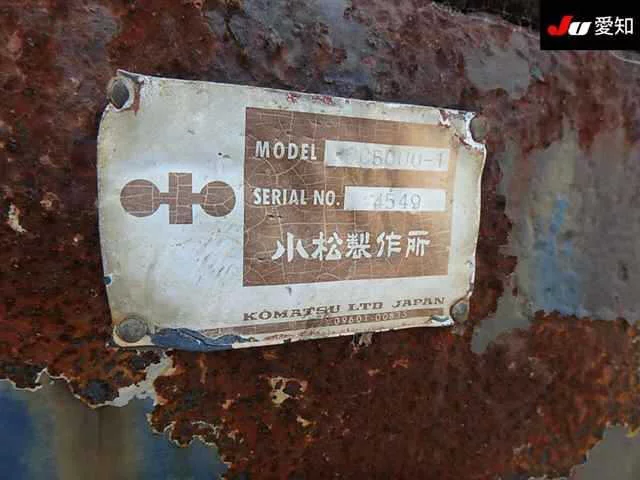 JU 愛知
MODEL
SERIAL NO. 4549
小松製作所
KOMATSU LTD JAPAN